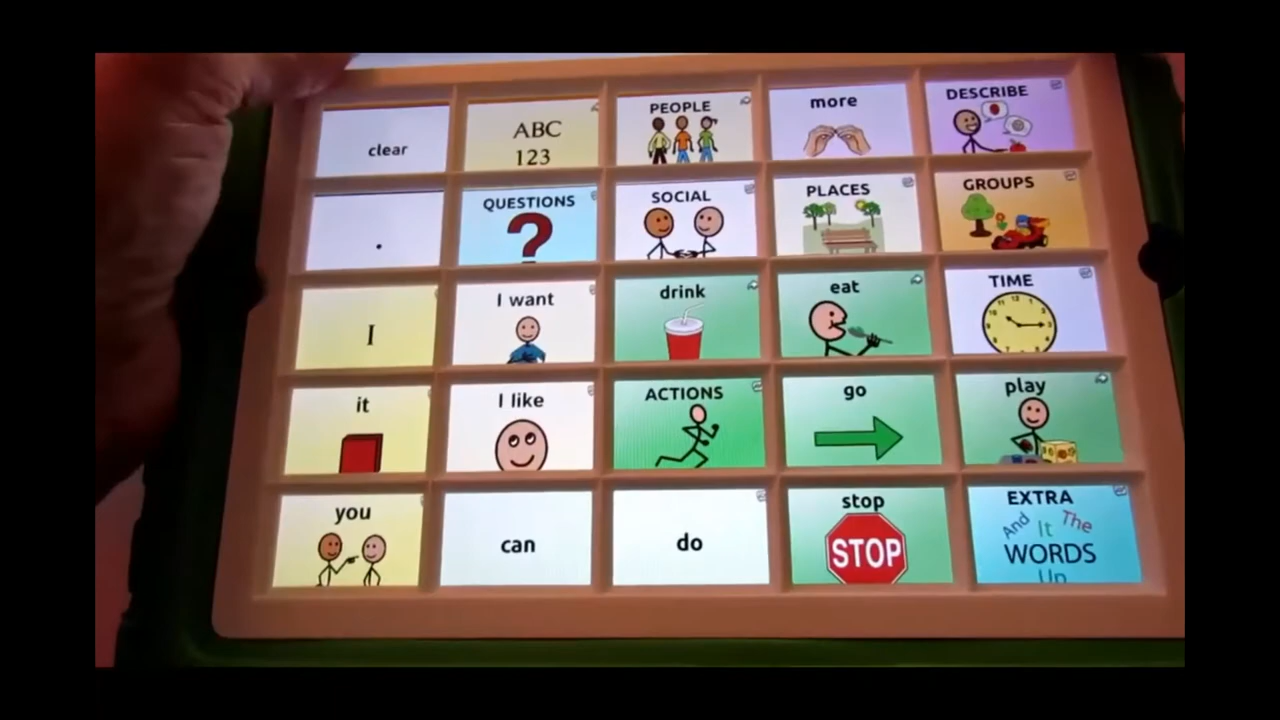 clear
ABC
123
PEOPLE
more
DESCRIBE
.
QUESTIONS
?
SOCIAL
PLACES
GROUPS
I
I want
drink
eat
TIME
it
I like
ACTIONS
go
play
you
can
do
stop
STOP
EXTRA
And It The
WORDS
Up